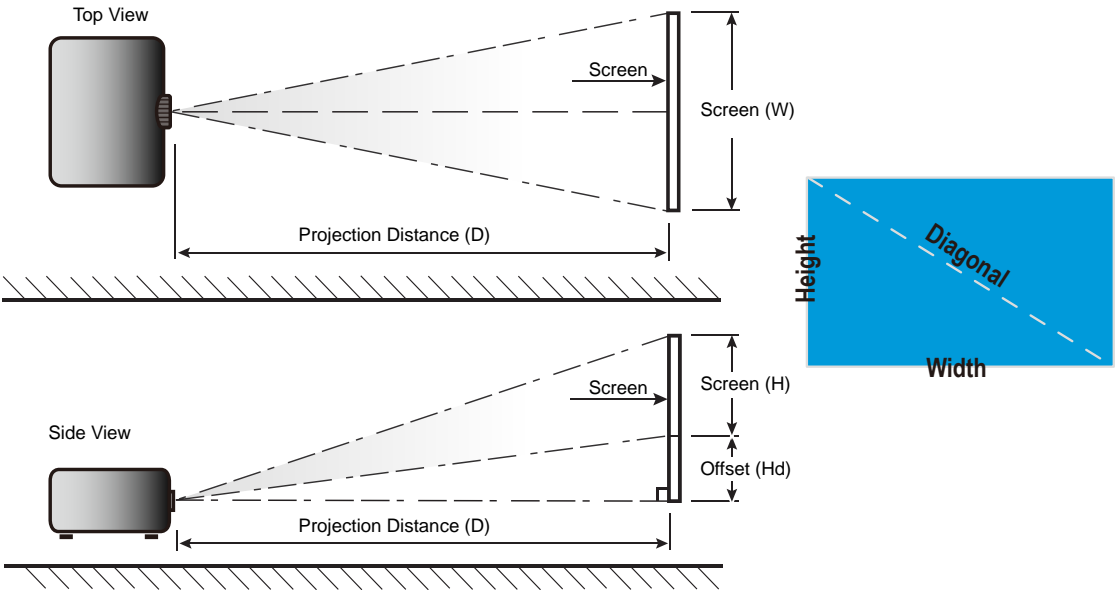 Top View
Screen
Screen (W)
Projection Distance (D)
Height
Diagonal
Width
Screen
Screen (H)
Side View
Offset (Hd)
Projection Distance (D)